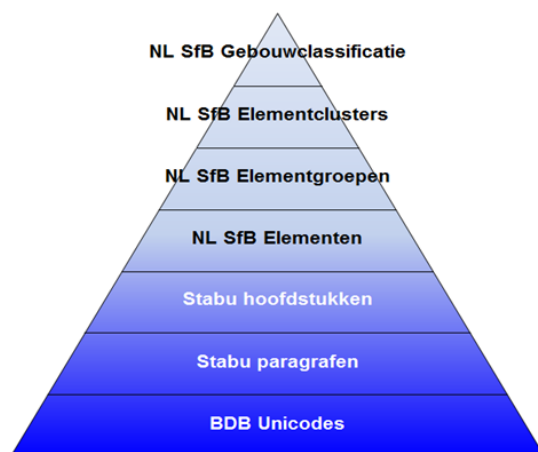 NL SfB Gebouwclassificatie
NL SfB Elementclusters
NL SfB Elementgroepen
NL SfB Elementen
Stabu hoofdstukken
Stabu paragrafen
BDB Unicodes